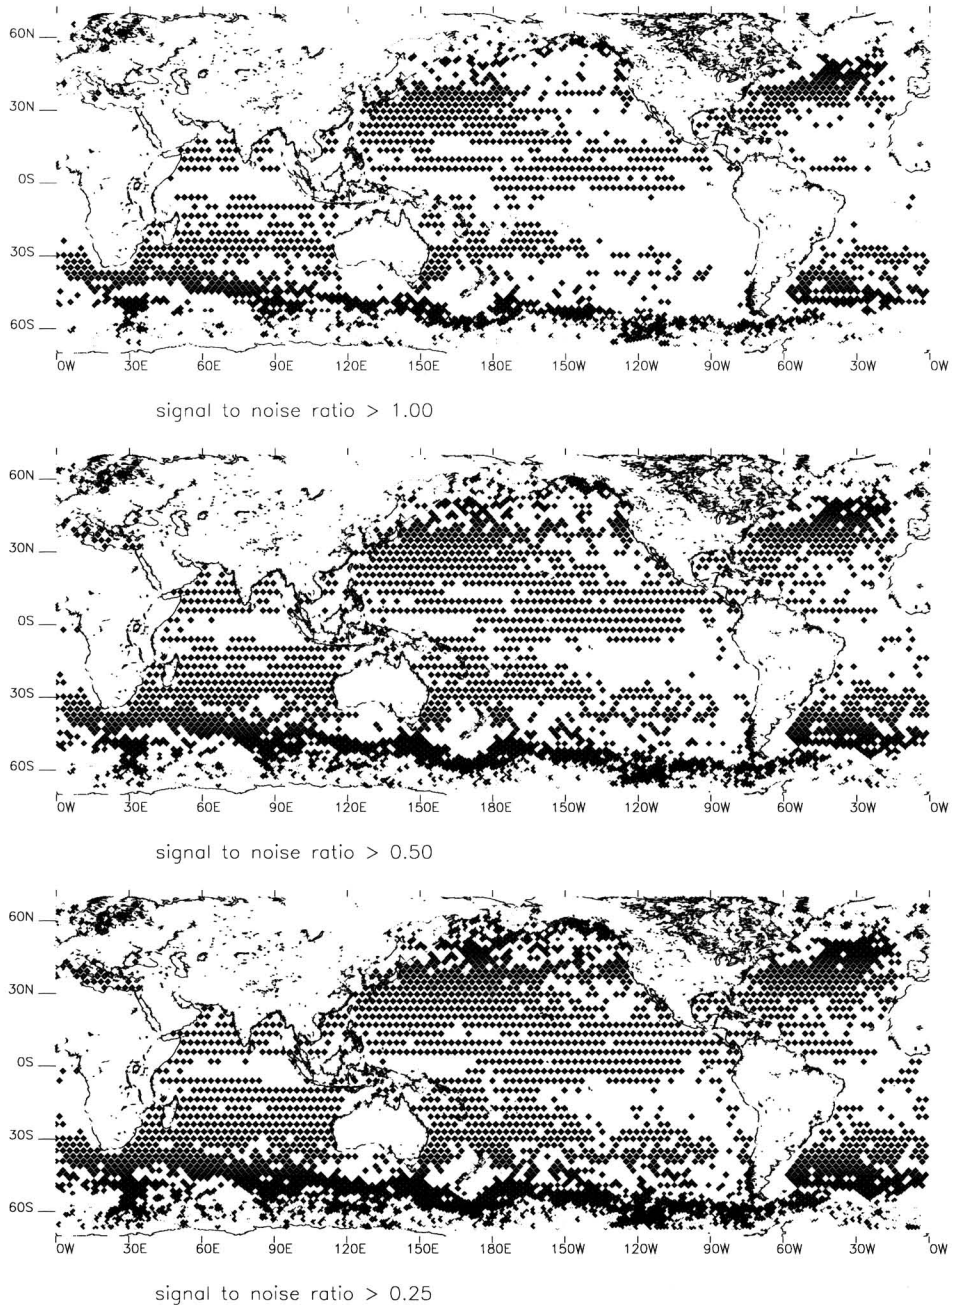 60N
30N
0S
30S
60S
0W 30E 60E 90E 120E 150E 180E 150W 120W 90W 60W 30W 0W
signal to noise ratio > 1.00
60N
30N
0S
30S
60S
0W 30E 60E 90E 120E 150E 180E 150W 120W 90W 60W 30W 0W
signal to noise ratio > 0.50
60N
30N
0S
30S
60S
0W 30E 60E 90E 120E 150E 180E 150W 120W 90W 60W 30W 0W
signal to noise ratio > 0.25